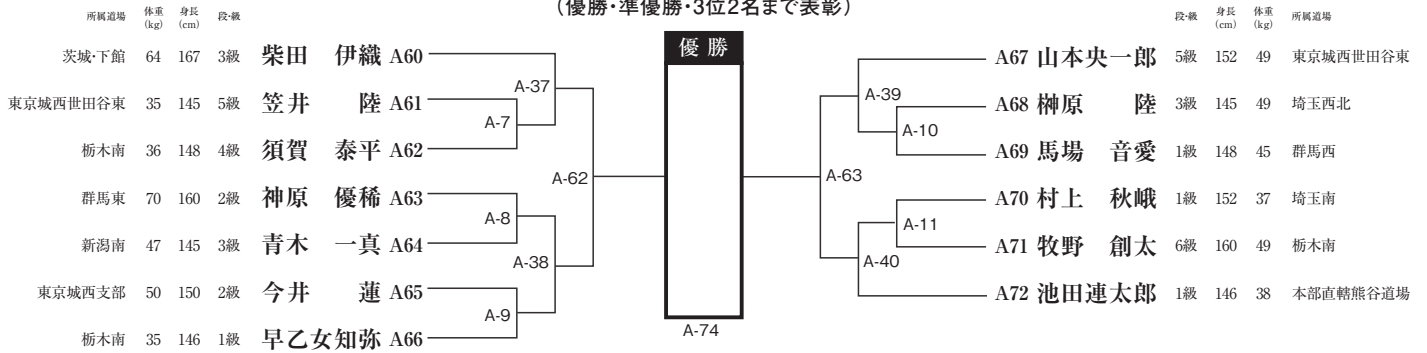 (優勝・準優勝・3位2名まで表彰)
所属道場 体重(kg) 身長(cm) 段・級
茨城・下館 64 167 3級 柴田 伊織 A60
東京城西世田谷東 35 145 5級 笠井 陸 A61
栃木南 36 148 4級 須賀 泰平 A62
群馬東 70 160 2級 神原 優稀 A63
新潟南 47 145 3級 青木 一真 A64
東京城西支部 50 150 2級 今井 蓮 A65
栃木南 35 146 1級 早乙女知弥 A66
A-37
A-7
A-62
A-8
A-38
A-9
優勝
A-74
段・級 身長(cm) 体重(kg) 所属道場
A67 山本央一郎 5級 152 49 東京城西世田谷東
A68 榊原 陸 3級 145 49 埼玉西北
A69 馬場 音愛 1級 148 45 群馬西
A70 村上 秋峨 1級 152 37 埼玉南
A71 牧野 創太 6級 160 49 栃木南
A72 池田連太郎 1級 146 38 本部直轄熊谷道場
A-39
A-10
A-63
A-11
A-40